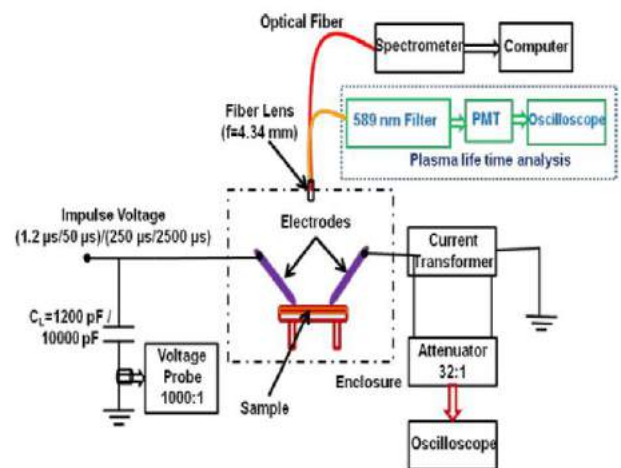 Optical Fiber
Spectrometer
Computer
Fiber Lens
(f=4.34 mm)
589 nm Filter
PMT
Oscilloscope
Plasma life time analysis
Impulse Voltage
(1.2 µs/50 µs)/(250 µs/2500 µs)
Electrodes
Current
Transformer
C_L=1200 pF /
10000 pF
Voltage
Probe
1000:1
Sample
Enclosure
Attenuator
32:1
Oscilloscope